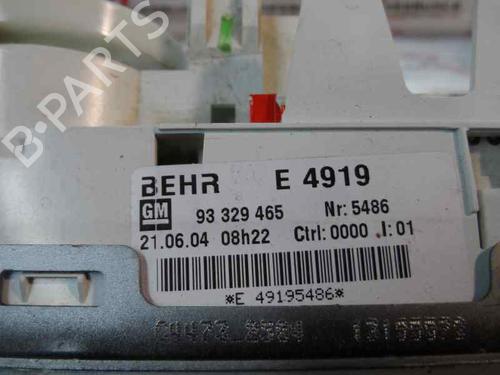 B-PARTS
BEHR E 4919
GM 93 329 465 Nr: 5486
21.06.04 08h22 Ctrl: 0000 .I: 01
*E 49195486*